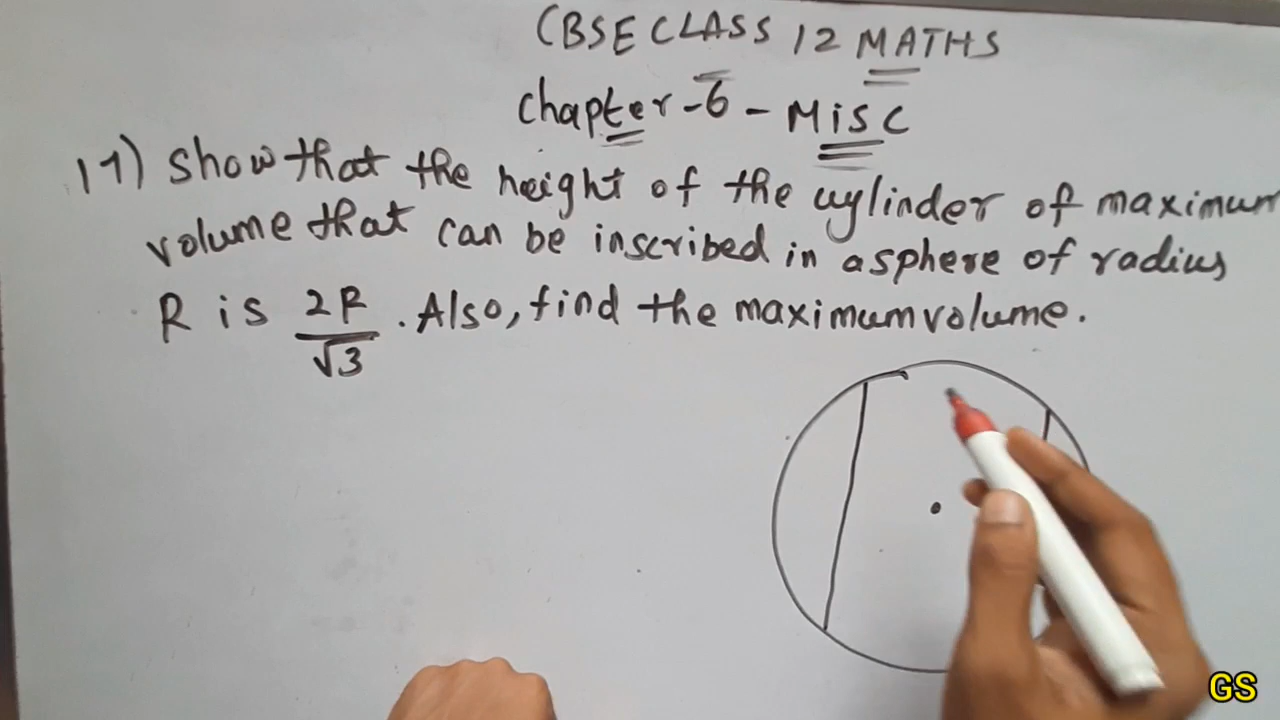 CBSE CLASS 12 MATHS
Chapter-6 - MISC
17) Show that the height of the cylinder of maximum
volume that can be inscribed in a sphere of radius
R is 2R/√3. Also, find the maximum volume.
GS